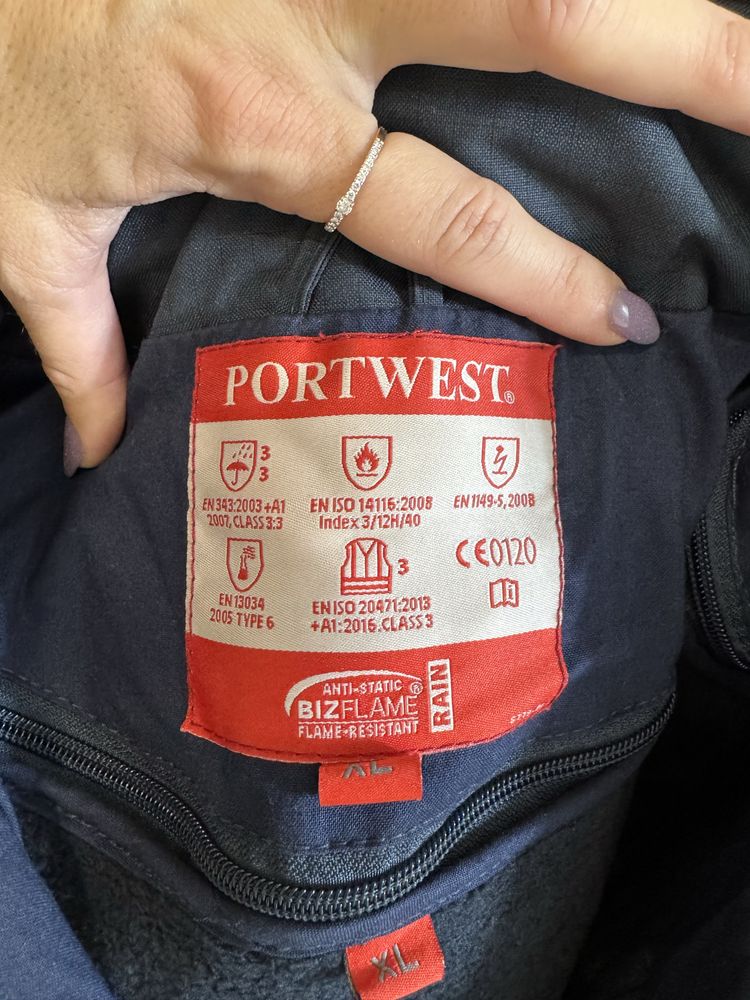 PORTWEST®
3
3
EN 343:2003 +A1
2007, CLASS 3:3
EN ISO 14116:2008
Index 3/12H/40
EN 1149-5, 2008
EN 13034
2005 TYPE 6
3
EN ISO 20471:2013
+A1:2016 CLASS 3
CE0120
i
ANTI-STATIC
BIZFLAME®
FLAME-RESISTANT
RAIN
XL
XL